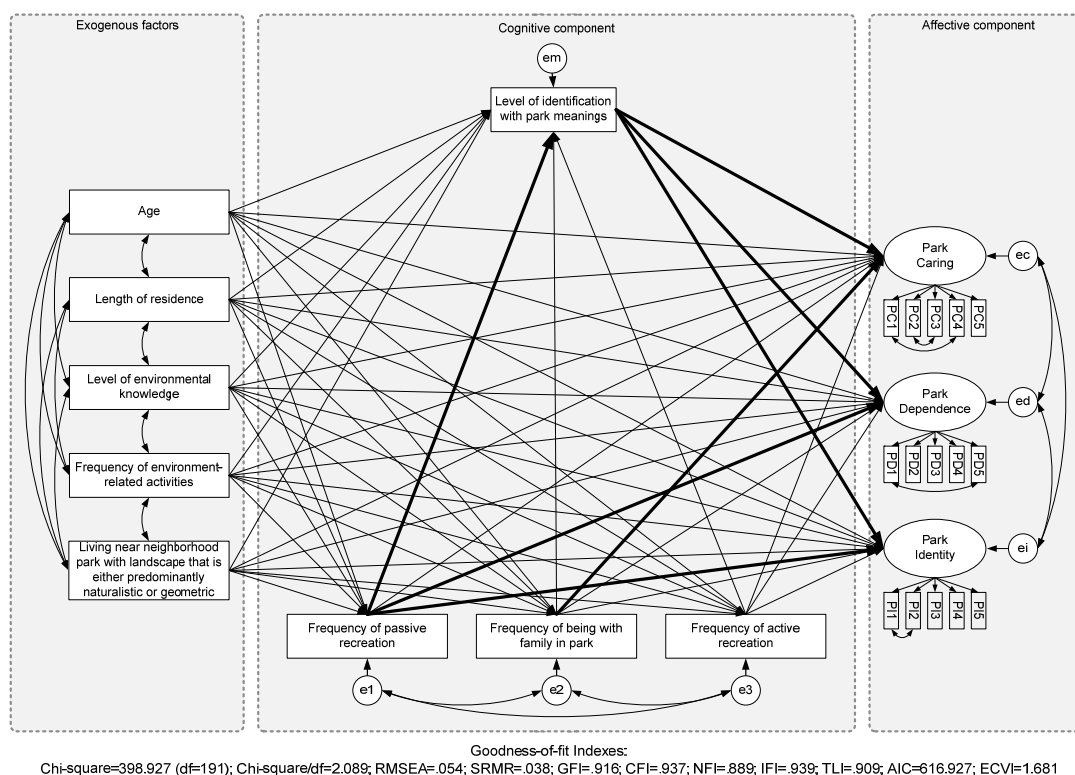 Exogenous factors
Cognitive component
Affective component
em
Level of identification
with park meanings
Age
Length of residence
Level of environmental
knowledge
Frequency of environment-
related activities
Living near neighborhood
park with landscape that is
either predominantly
naturalistic or geometric
Park
Caring
ec
PC1
PC2
PC3
PC4
PC5
Park
Dependence
ed
PD1
PD2
PD3
PD4
PD5
Park
Identity
ei
PI1
PI2
PI3
PI4
PI5
Frequency of passive
recreation
Frequency of being with
family in park
Frequency of active
recreation
e1
e2
e3
Goodness-of-fit Indexes:
Chi-square=398.927 (df=191); Chi-square/df=2.089; RMSEA=.054; SRMR=.038; GFI=.916; CFI=.937; NFI=.889; IFI=.939; TLI=.909; AIC=616.927; ECVI=1.681